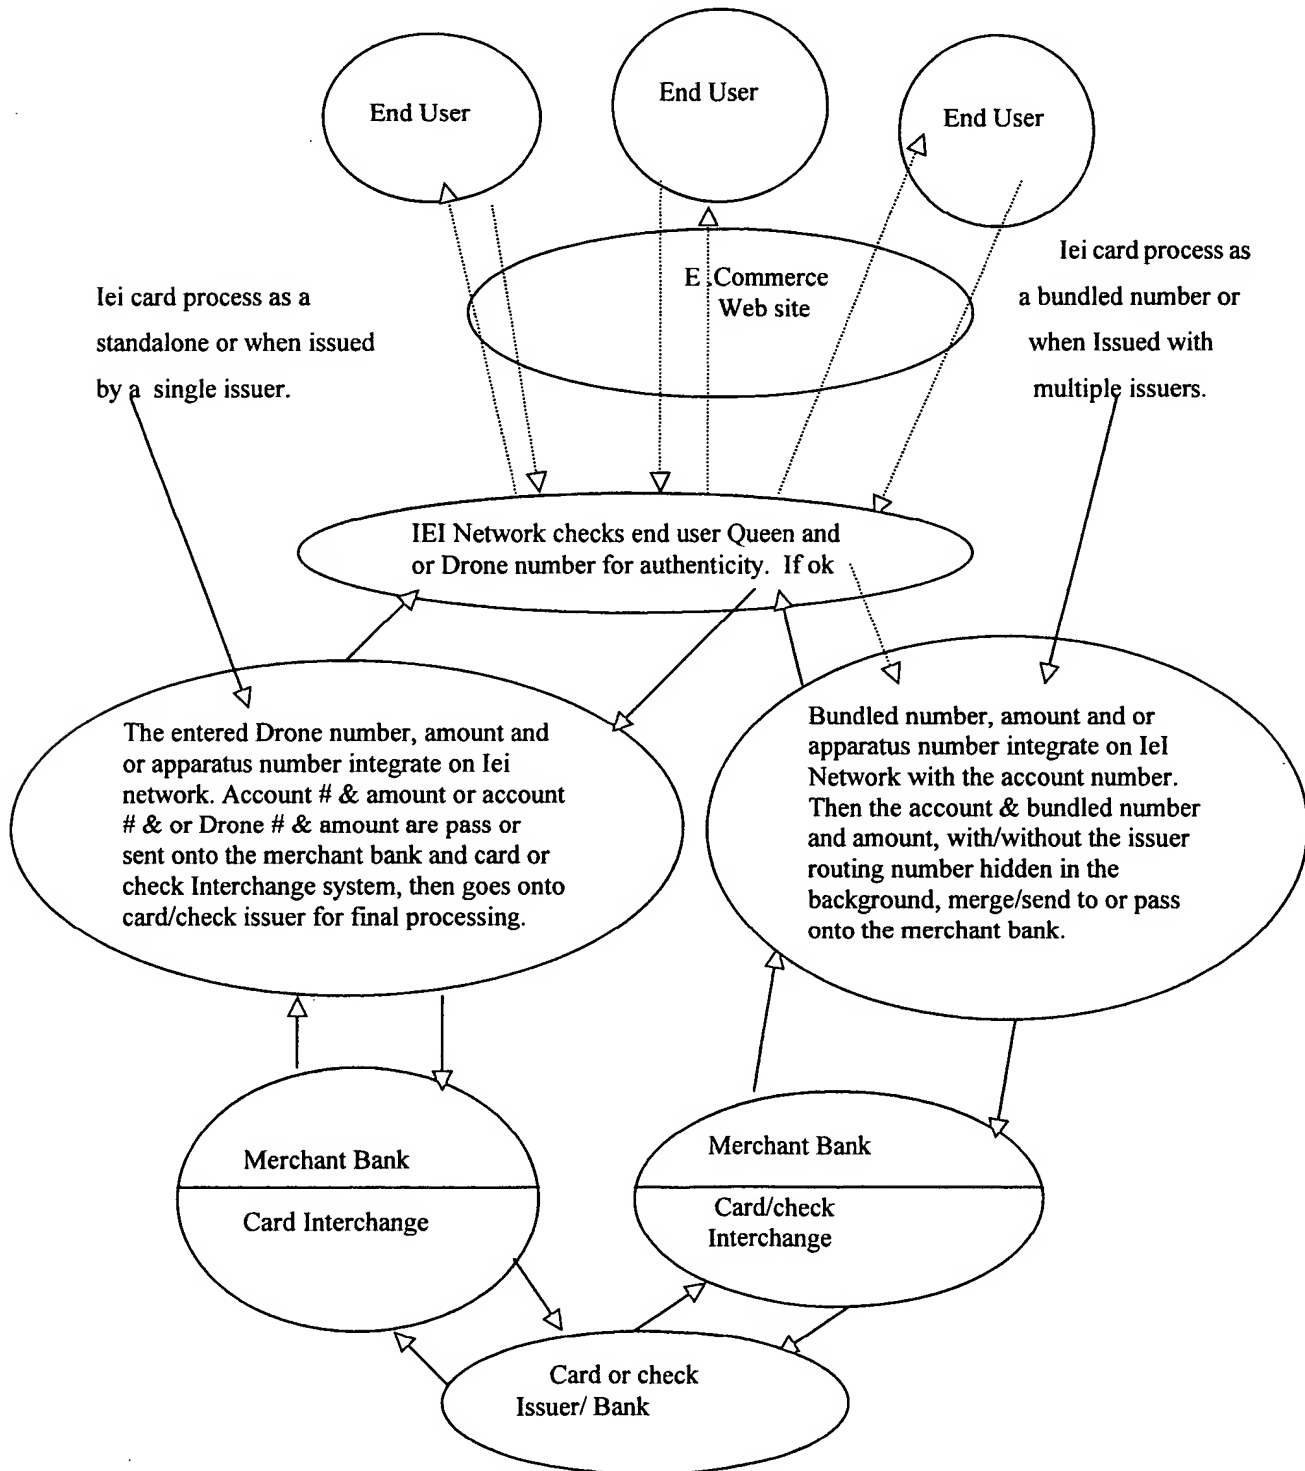 End User
End User
End User
E .Commerce
Web site
Iei card process as a
standalone or when issued
by a single issuer.
Iei card process as
a bundled number or
when Issued with
multiple issuers.
IEI Network checks end user Queen and
or Drone number for authenticity. If ok
The entered Drone number, amount and
or apparatus number integrate on Iei
network. Account # & amount or account
# & or Drone # & amount are pass or
sent onto the merchant bank and card or
check Interchange system, then goes onto
card/check issuer for final processing.
Bundled number, amount and or
apparatus number integrate on IeI
Network with the account number.
Then the account & bundled number
and amount, with/without the issuer
routing number hidden in the
background, merge/send to or pass
onto the merchant bank.
Merchant Bank
Card Interchange
Merchant Bank
Card/check
Interchange
Card or check
Issuer/ Bank